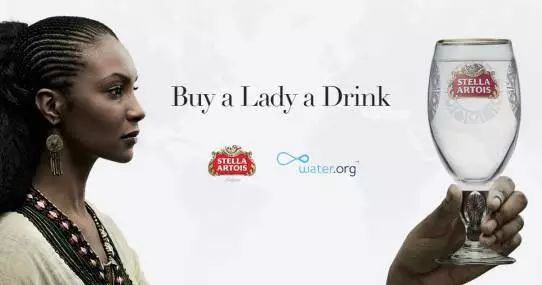 Buy a Lady a Drink
STELLA
ARTOIS
water.org
STELLA
ARTOIS